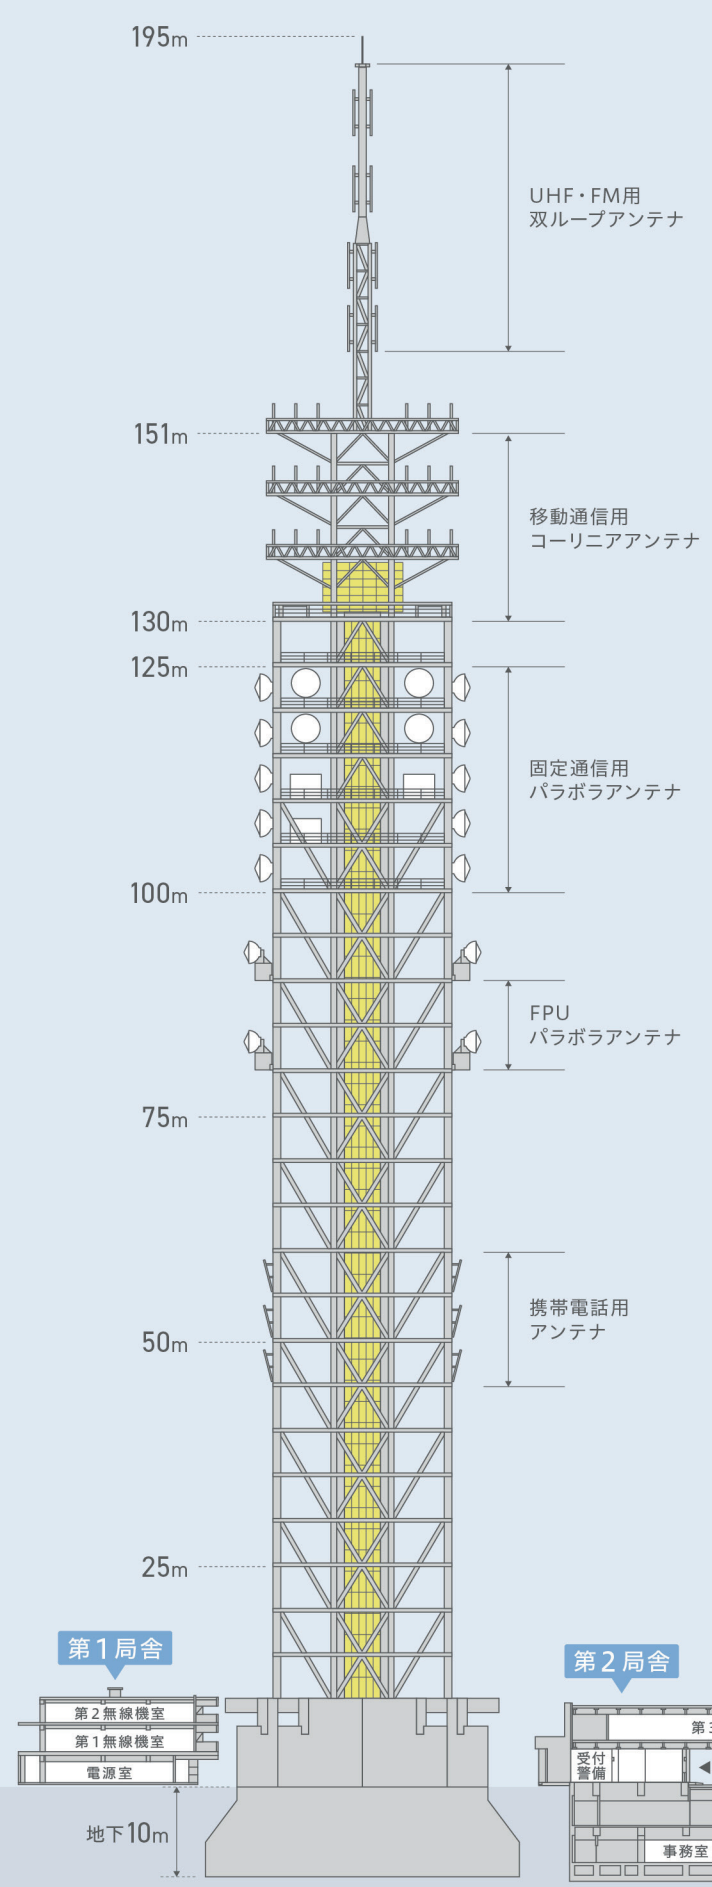 195m
UHF・FM用
双ループアンテナ
151m
移動通信用
コーリニアアンテナ
130m
125m
固定通信用
パラボラアンテナ
100m
FPU
パラボラアンテナ
75m
携帯電話用
アンテナ
50m
25m
第1局舎
第2無線機室
第1無線機室
電源室
地下10m
第2局舎
第3
受付
警備
事務室